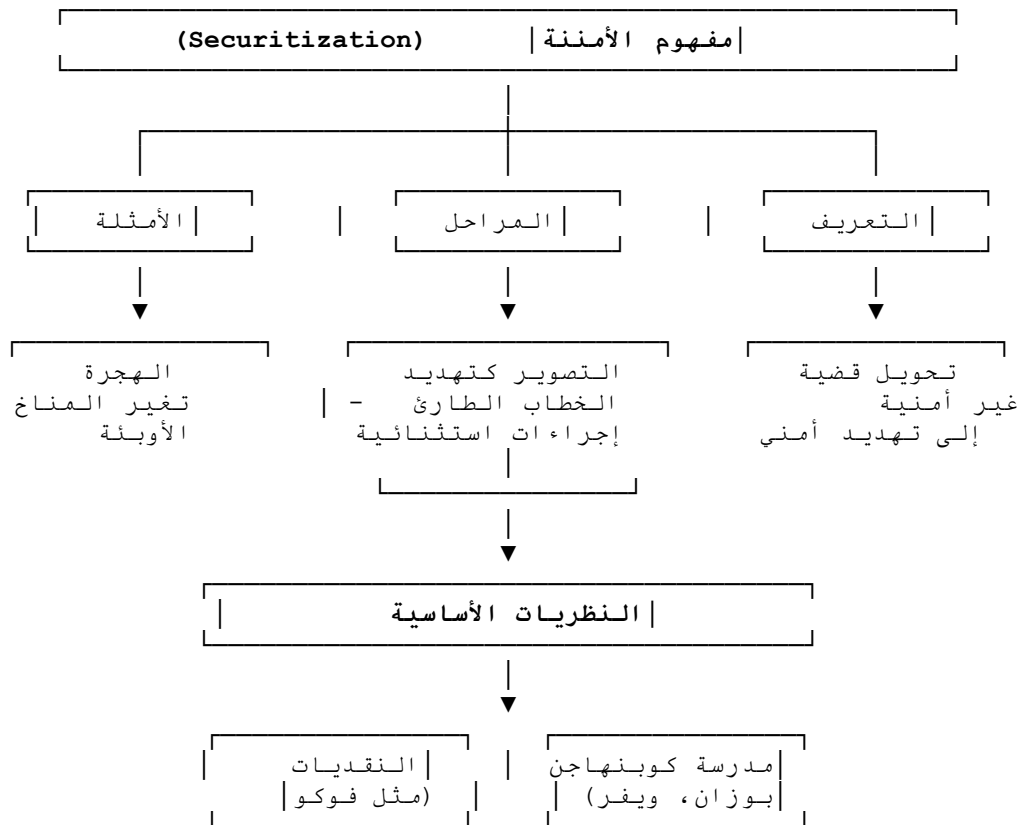 مفهوم الأمننة (Securitization)
التعريف
المراحل
الأمثلة
تحويل قضية
غير أمنية
إلى تهديد أمني
التصوير كتهديد
الخطاب الطارئ -
إجراءات استثنائية
الهجرة
تغير المناخ
الأوبئة
النظريات الأساسية
مدرسة كوبنهاجن
بوزان، ويفر)
النقديات
(مثل فوكو